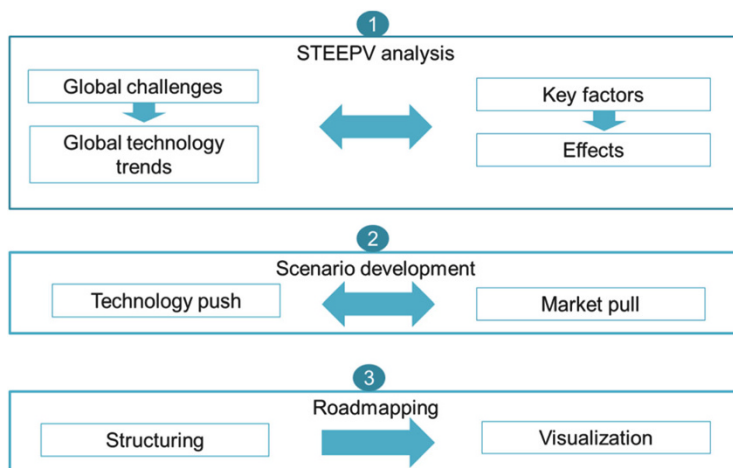 1
STEEPV analysis
Global challenges
Global technology
trends
Key factors
Effects
2
Scenario development
Technology push
Market pull
3
Roadmapping
Structuring
Visualization